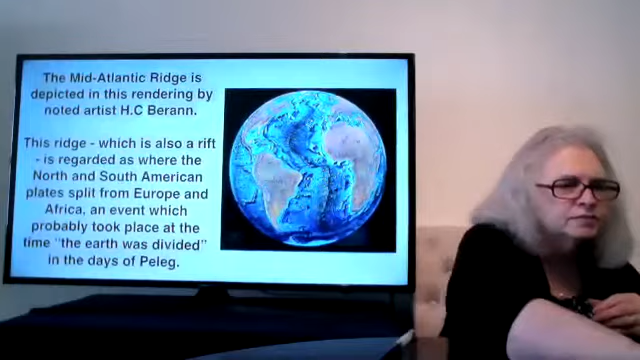 The Mid-Atlantic Ridge is
depicted in this rendering by
noted artist H.C Berann.
This ridge - which is also a rift
- is regarded as where the
North and South American
plates split from Europe and
Africa, an event which
probably took place at the
time "the earth was divided"
in the days of Peleg.